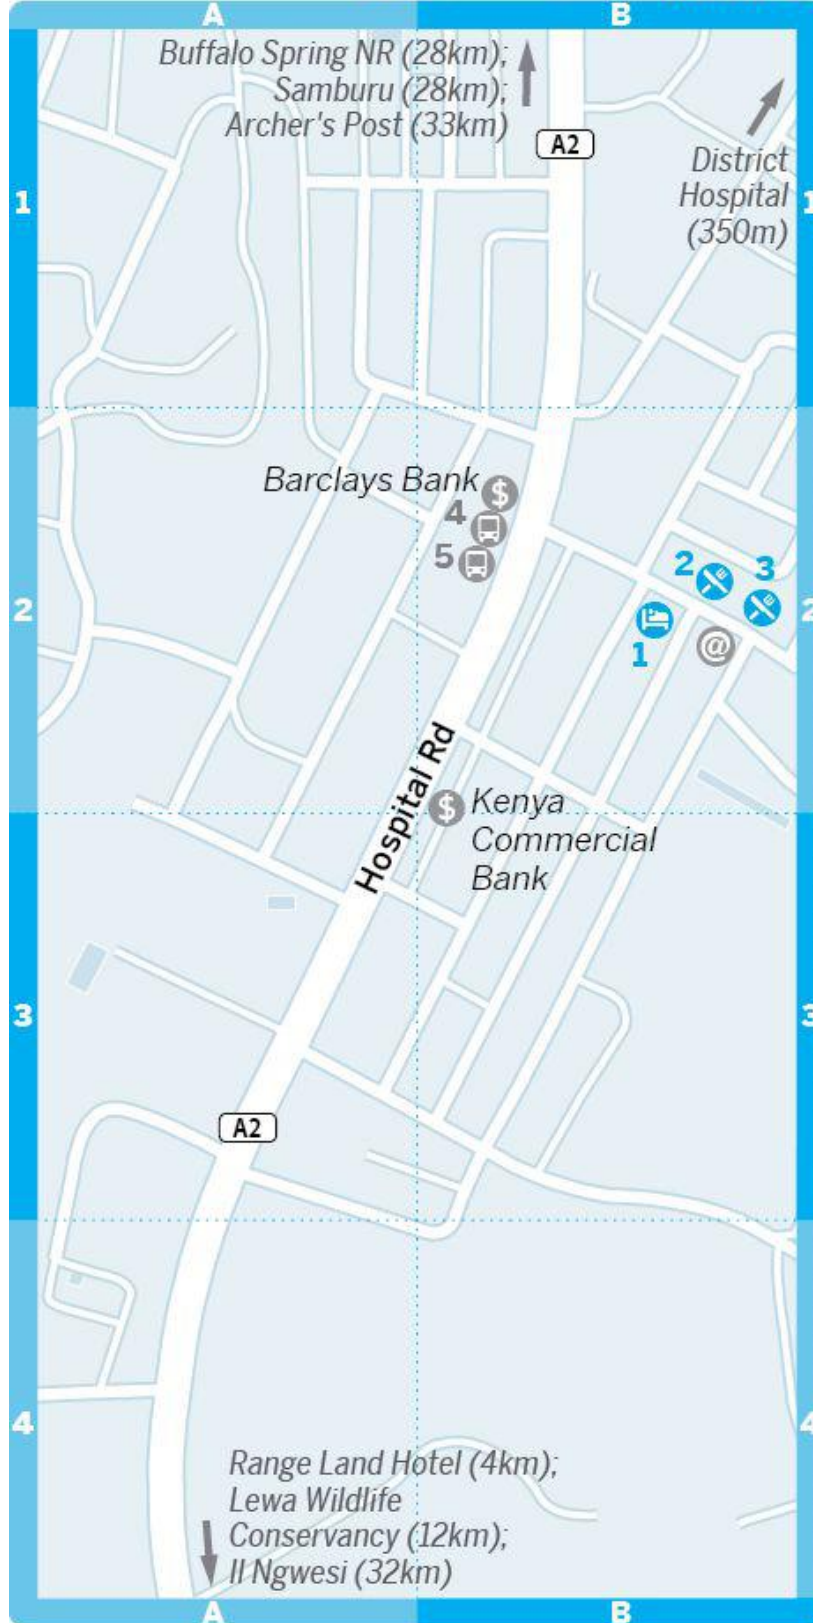 A
B
Buffalo Spring NR (28km);
Samburu (28km);
Archer's Post (33km)
A2
District
Hospital
(350m)
1
1
Barclays Bank
$
4
5
2
3
2
2
1
@
Hospital Rd
$
Kenya
Commercial
Bank
3
3
A2
4
4
Range Land Hotel (4km);
Lewa Wildlife
Conservancy (12km);
Il Ngwesi (32km)
A
B